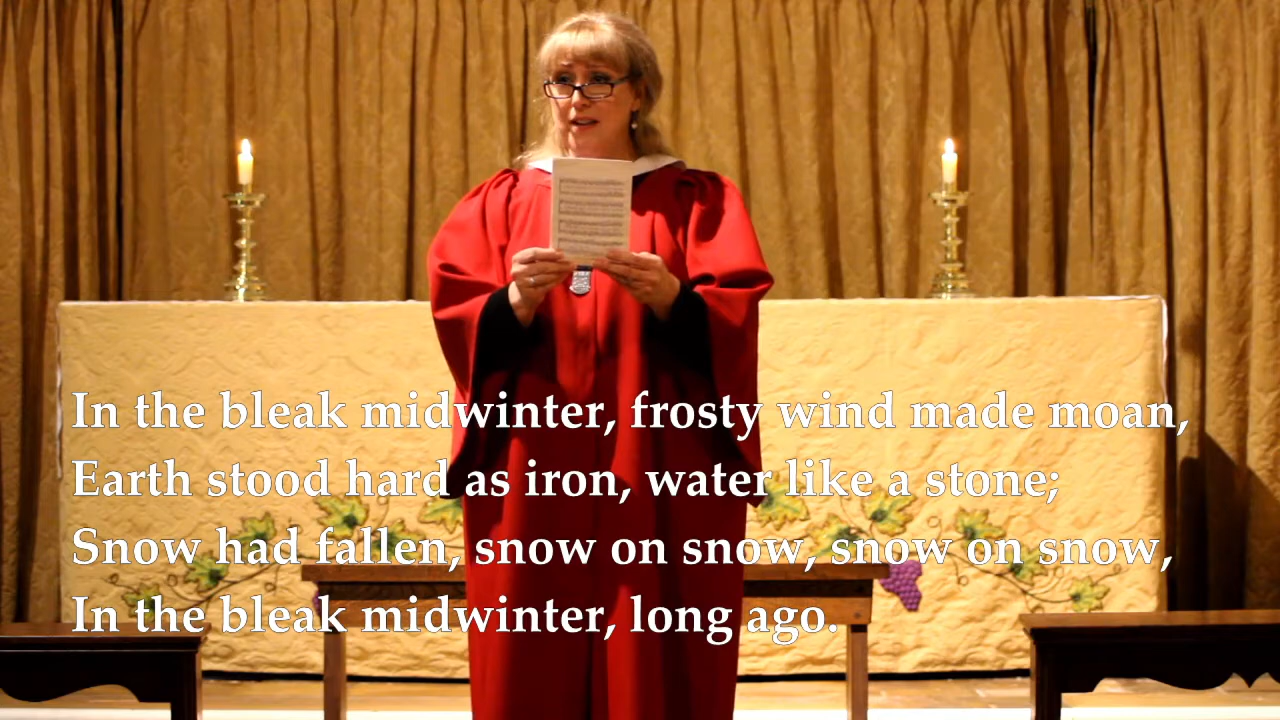 In the bleak midwinter, frosty wind made moan,
Earth stood hard as iron, water like a stone;
Snow had fallen, snow on snow, snow on snow,
In the bleak midwinter, long ago.